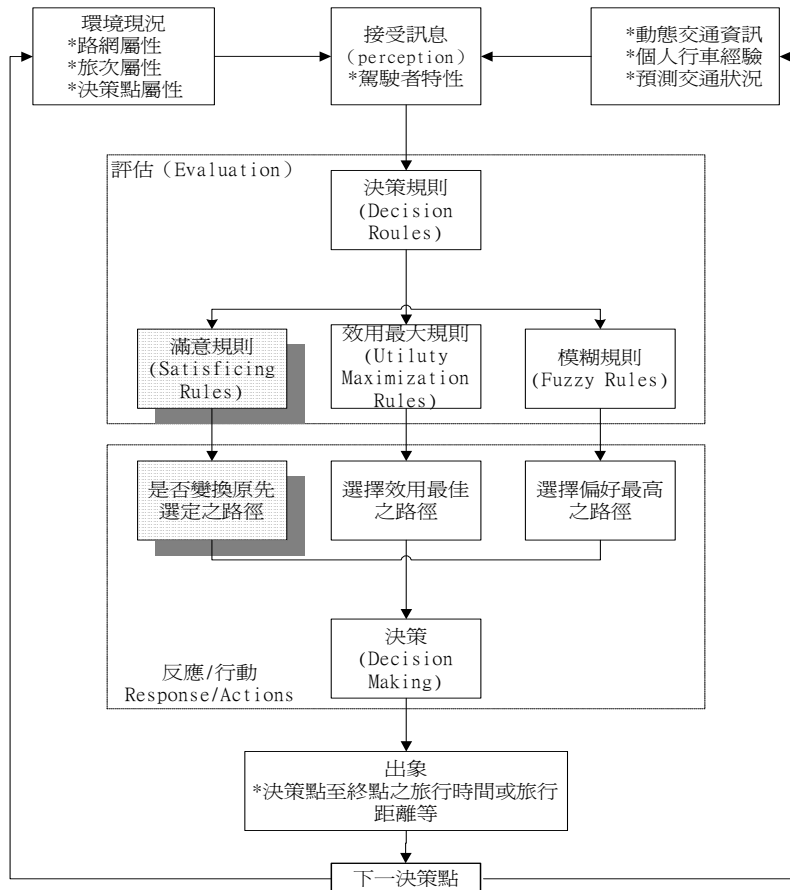 環境現況
*路網屬性
*旅次屬性
*決策點屬性
接受訊息
(perception)
*駕駛者特性
*動態交通資訊
*個人行車經驗
*預測交通狀況
評估（Evaluation）
決策規則
(Decision
Roules)
滿意規則
(Satisficing
Rules)
效用最大規則
(Utiluty
Maximization
Rules)
模糊規則
(Fuzzy Rules)
是否變換原先
選定之路徑
選擇效用最佳
之路徑
選擇偏好最高
之路徑
決策
(Decision
Making)
反應/行動
Response/Actions
出象
*決策點至終點之旅行時間或旅行
距離等
下一決策點